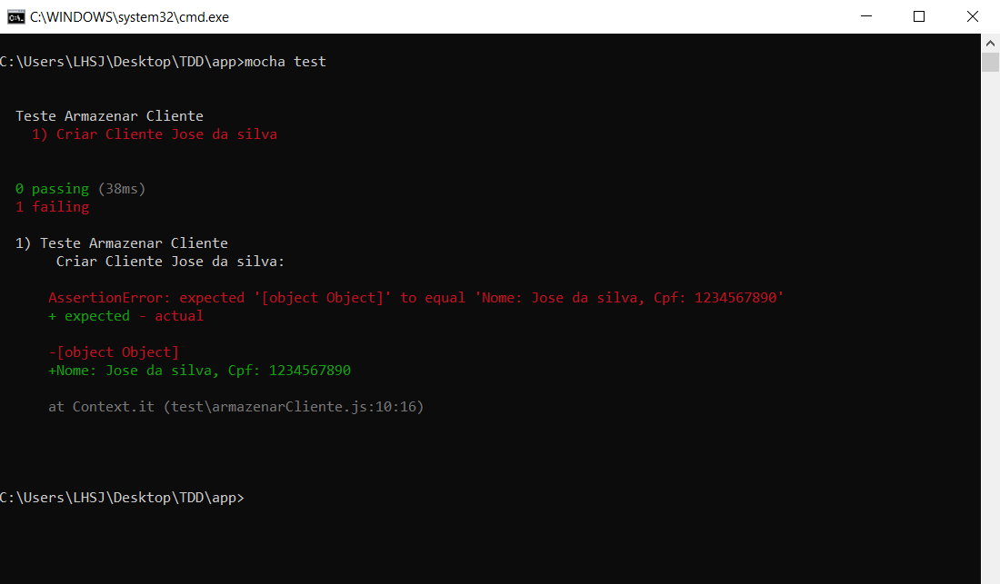 C:\WINDOWS\system32\cmd.exe
C:\Users\LHSJ\Desktop\TDD\app>mocha test
Teste Armazenar Cliente
1) Criar Cliente Jose da silva
0 passing (38ms)
1 failing
1) Teste Armazenar Cliente
Criar Cliente Jose da silva:
AssertionError: expected '[object Object]' to equal 'Nome: Jose da silva, Cpf: 1234567890'
+ expected - actual
-[object Object]
+Nome: Jose da silva, Cpf: 1234567890
at Context.it (test\armazenarCliente.js:10:16)
C:\Users\LHSJ\Desktop\TDD\app>